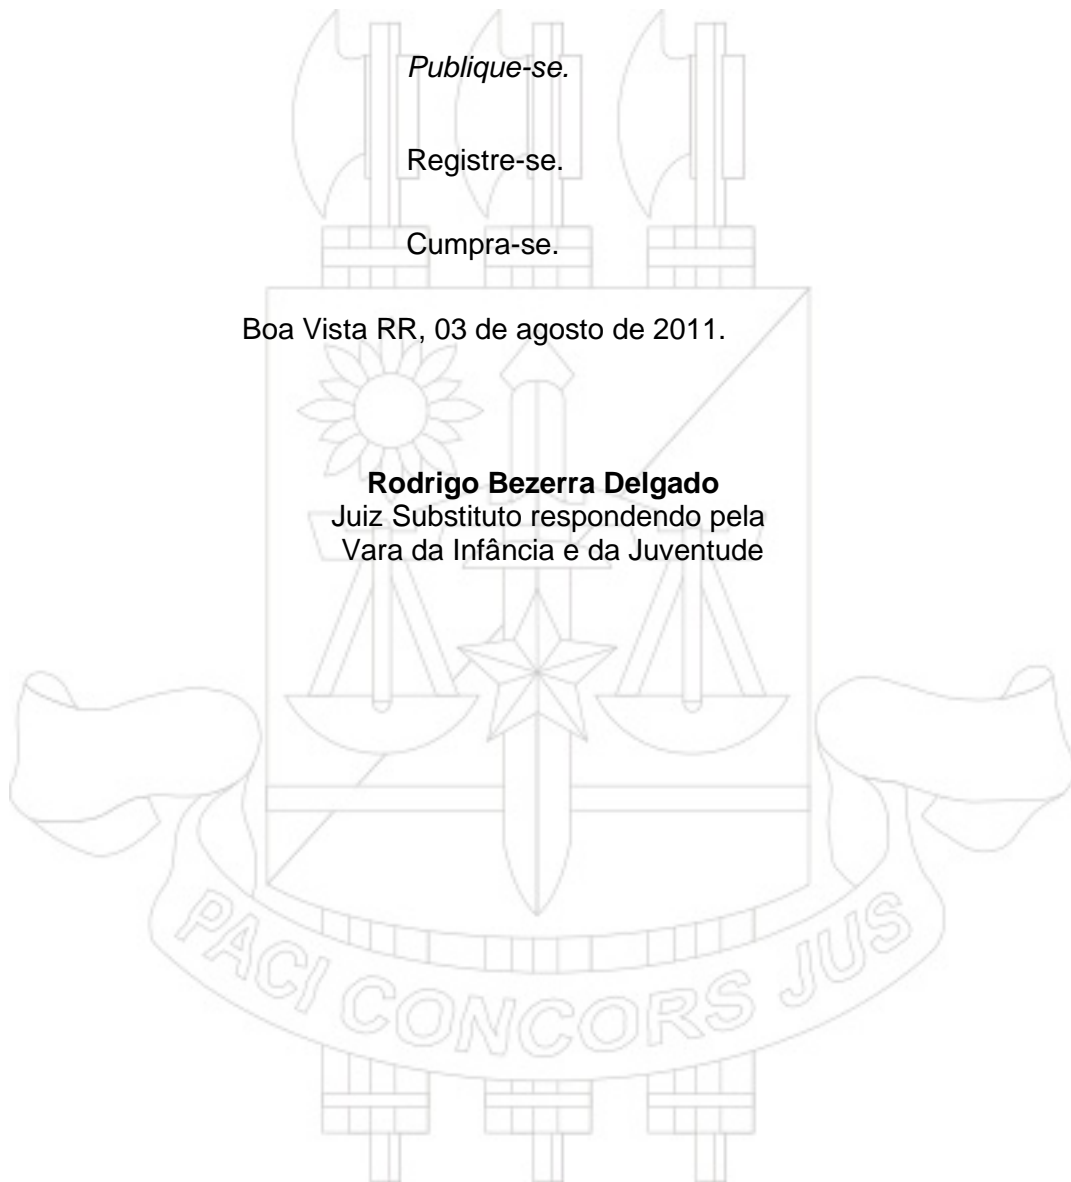 Publique-se.
Registre-se.
Cumpra-se.
Boa Vista RR, 03 de agosto de 2011.
Rodrigo Bezerra Delgado
Juiz Substituto respondendo pela
Vara da Infância e da Juventude
PACI CONCORS JUS